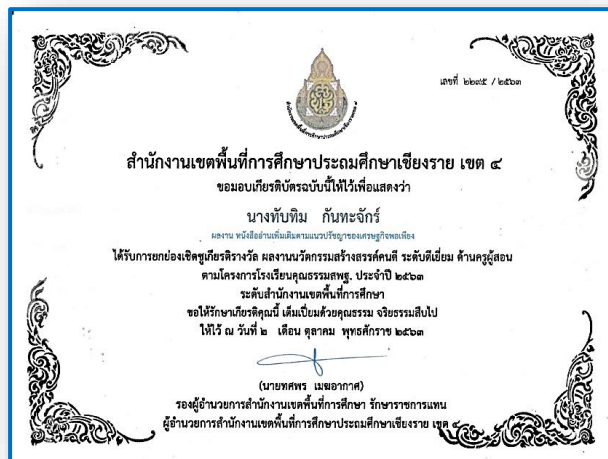 เลขที่ ๒๒๙๕ / ๒๕๖๓
สำนักงานเขตพื้นที่การศึกษาประถมศึกษาเชียงราย เขต ๔
ขอมอบเกียรติบัตรฉบับนี้ให้ไว้เพื่อแสดงว่า
นางทับทิม กันทะจักร์
ผลงาน หนังสืออ่านเพิ่มเติมตามแนวปรัชญาของเศรษฐกิจพอเพียง
ได้รับการยกย่องเชิดชูเกียรติรางวัล ผลงานนวัตกรรมสร้างสรรค์คนดี ระดับดีเยี่ยม ด้านครูผู้สอน
ตามโครงการโรงเรียนคุณธรรมสพฐ. ประจำปี ๒๕๖๓
ระดับสำนักงานเขตพื้นที่การศึกษา
ขอให้รักษาเกียรติคุณนี้ เต็มเปี่ยมด้วยคุณธรรม จริยธรรมสืบไป
ให้ไว้ ณ วันที่ ๒ เดือน ตุลาคม พุทธศักราช ๒๕๖๓
(นายทศพร เมฆอากาศ)
รองผู้อำนวยการสำนักงานเขตพื้นที่การศึกษา รักษาราชการแทน
ผู้อำนวยการสำนักงานเขตพื้นที่การศึกษาประถมศึกษาเชียงราย เขต ๔